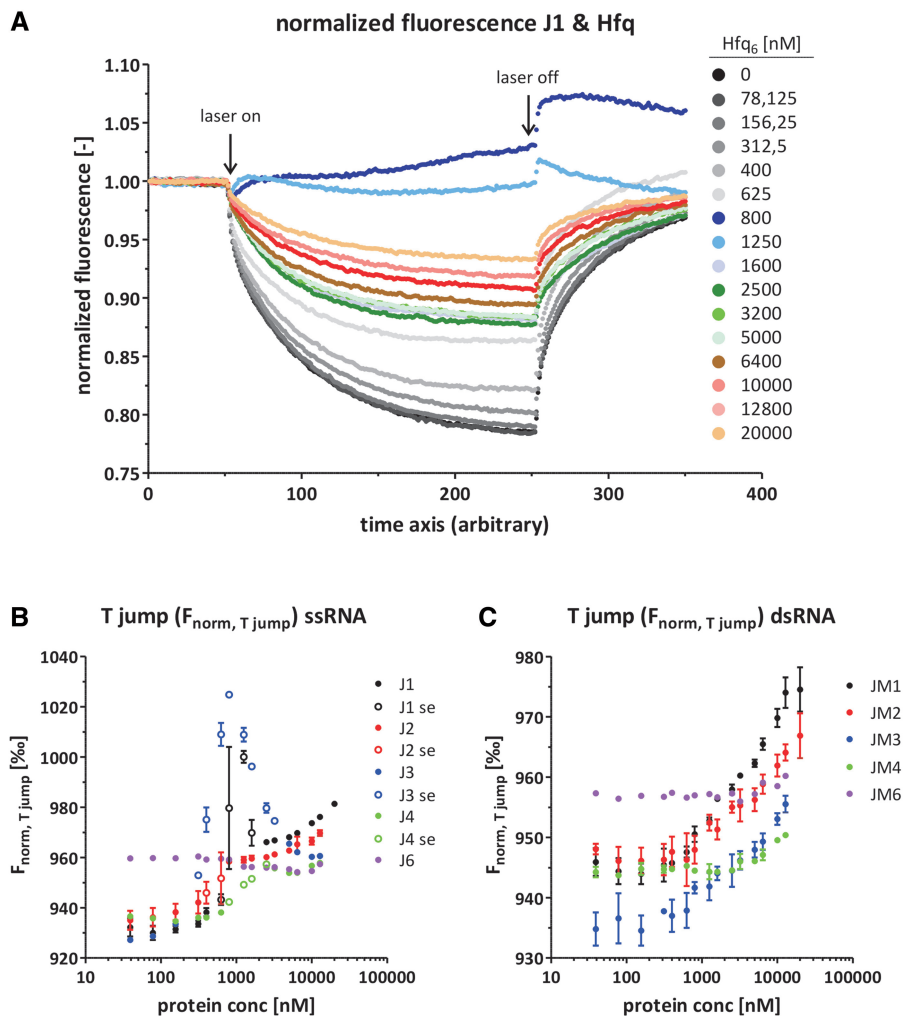 A
normalized fluorescence J1 & Hfq
Hfq6 [nM]
1.10
1.05
1.00
0.95
0.90
0.85
0.80
0.75
normalized fluorescence [-]
laser on
laser off
0
78,125
156,25
312,5
400
625
800
1250
1600
2500
3200
5000
6400
10000
12800
20000
0 100 200 300 400
time axis (arbitrary)
B
T jump (Fnorm, T jump) ssRNA
1040
1020
1000
980
960
940
920
Fnorm, T jump [‰]
J1
J1 se
J2
J2 se
J3
J3 se
J4
J4 se
J6
10 100 1000 10000 100000
protein conc [nM]
C
T jump (Fnorm, T jump) dsRNA
980
970
960
950
940
930
Fnorm, T jump [‰]
JM1
JM2
JM3
JM4
JM6
10 100 1000 10000 100000
protein conc [nM]